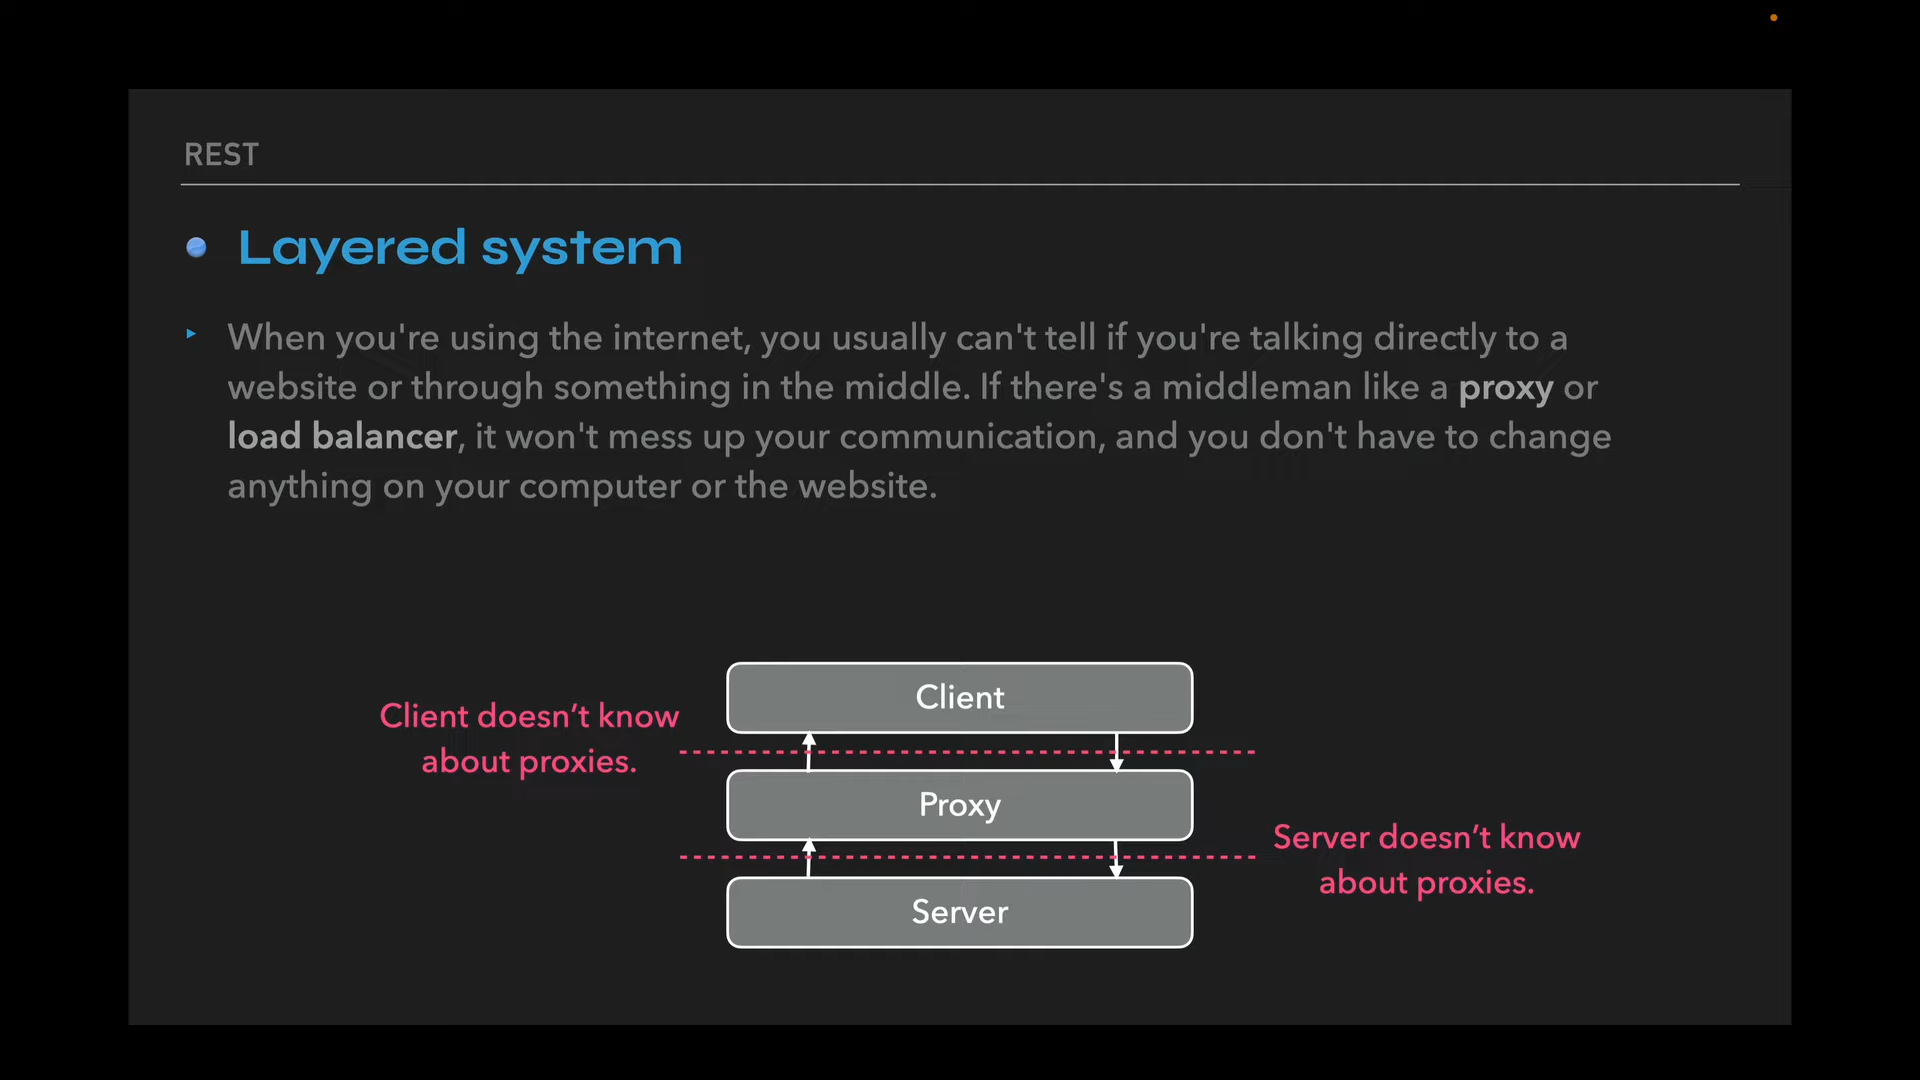 REST
Layered system
When you're using the internet, you usually can't tell if you're talking directly to a
website or through something in the middle. If there's a middleman like a proxy or
load balancer, it won't mess up your communication, and you don't have to change
anything on your computer or the website.
Client
Client doesn’t know
about proxies.
Proxy
Server doesn’t know
about proxies.
Server